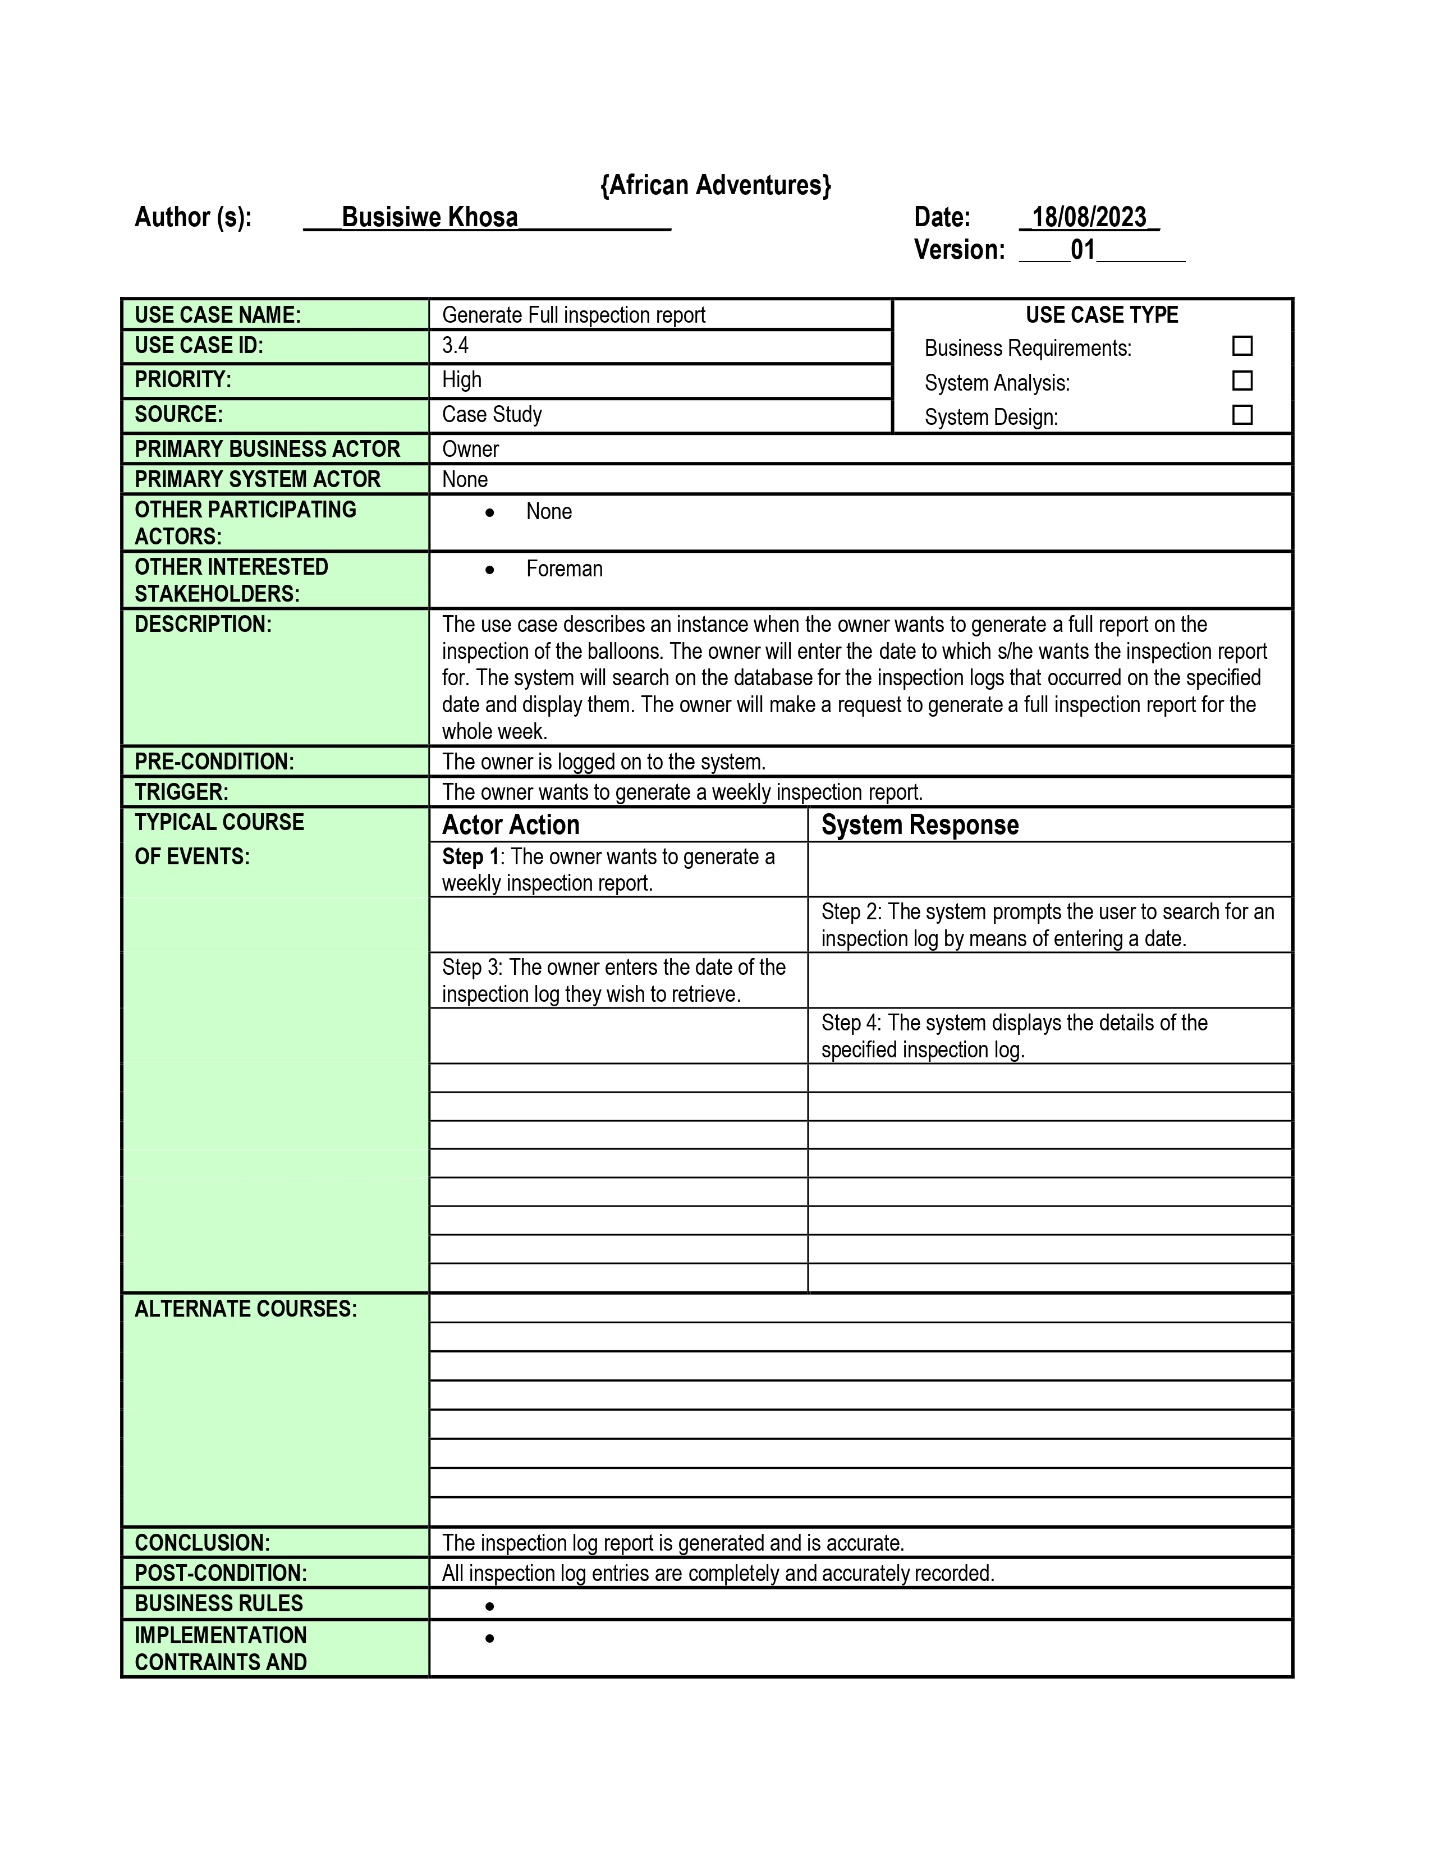 {African Adventures}
Author (s): ___Busisiwe Khosa____________ Date: _18/08/2023_
Version: ____01_______
USE CASE NAME: Generate Full inspection report USE CASE TYPE
USE CASE ID: 3.4 Business Requirements: ☐
PRIORITY: High System Analysis: ☐
SOURCE: Case Study System Design: ☐
PRIMARY BUSINESS ACTOR Owner
PRIMARY SYSTEM ACTOR None
OTHER PARTICIPATING
ACTORS:
• None
OTHER INTERESTED
STAKEHOLDERS:
• Foreman
DESCRIPTION: The use case describes an instance when the owner wants to generate a full report on the
inspection of the balloons. The owner will enter the date to which s/he wants the inspection report
for. The system will search on the database for the inspection logs that occurred on the specified
date and display them. The owner will make a request to generate a full inspection report for the
whole week.
PRE-CONDITION: The owner is logged on to the system.
TRIGGER: The owner wants to generate a weekly inspection report.
TYPICAL COURSE
OF EVENTS:
Actor Action System Response
Step 1: The owner wants to generate a
weekly inspection report.
Step 2: The system prompts the user to search for an
inspection log by means of entering a date.
Step 3: The owner enters the date of the
inspection log they wish to retrieve.
Step 4: The system displays the details of the
specified inspection log.
ALTERNATE COURSES:
CONCLUSION: The inspection log report is generated and is accurate.
POST-CONDITION: All inspection log entries are completely and accurately recorded.
BUSINESS RULES •
IMPLEMENTATION
CONTRAINTS AND
•